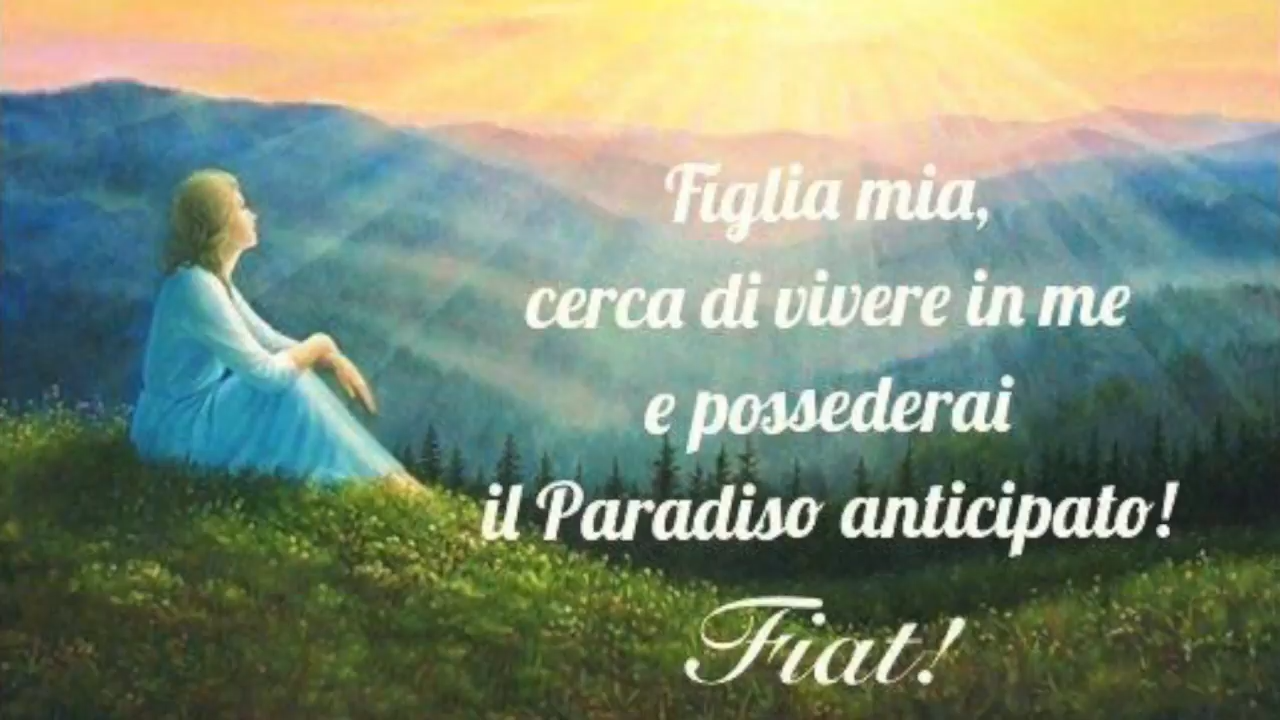 Figlia mia,
cerca di vivere in me
e possederai
il Paradiso anticipato!
Fiat!